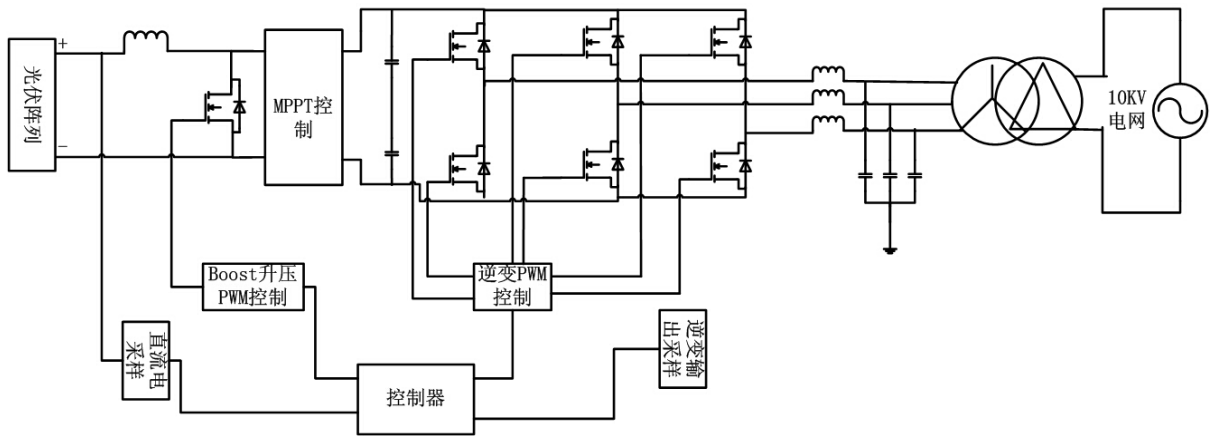 光伏阵列
+
−
MPPT控
制
10KV
电网
Boost升压
PWM控制
逆变PWM
控制
直流电
采样
逆变输
出采样
控制器